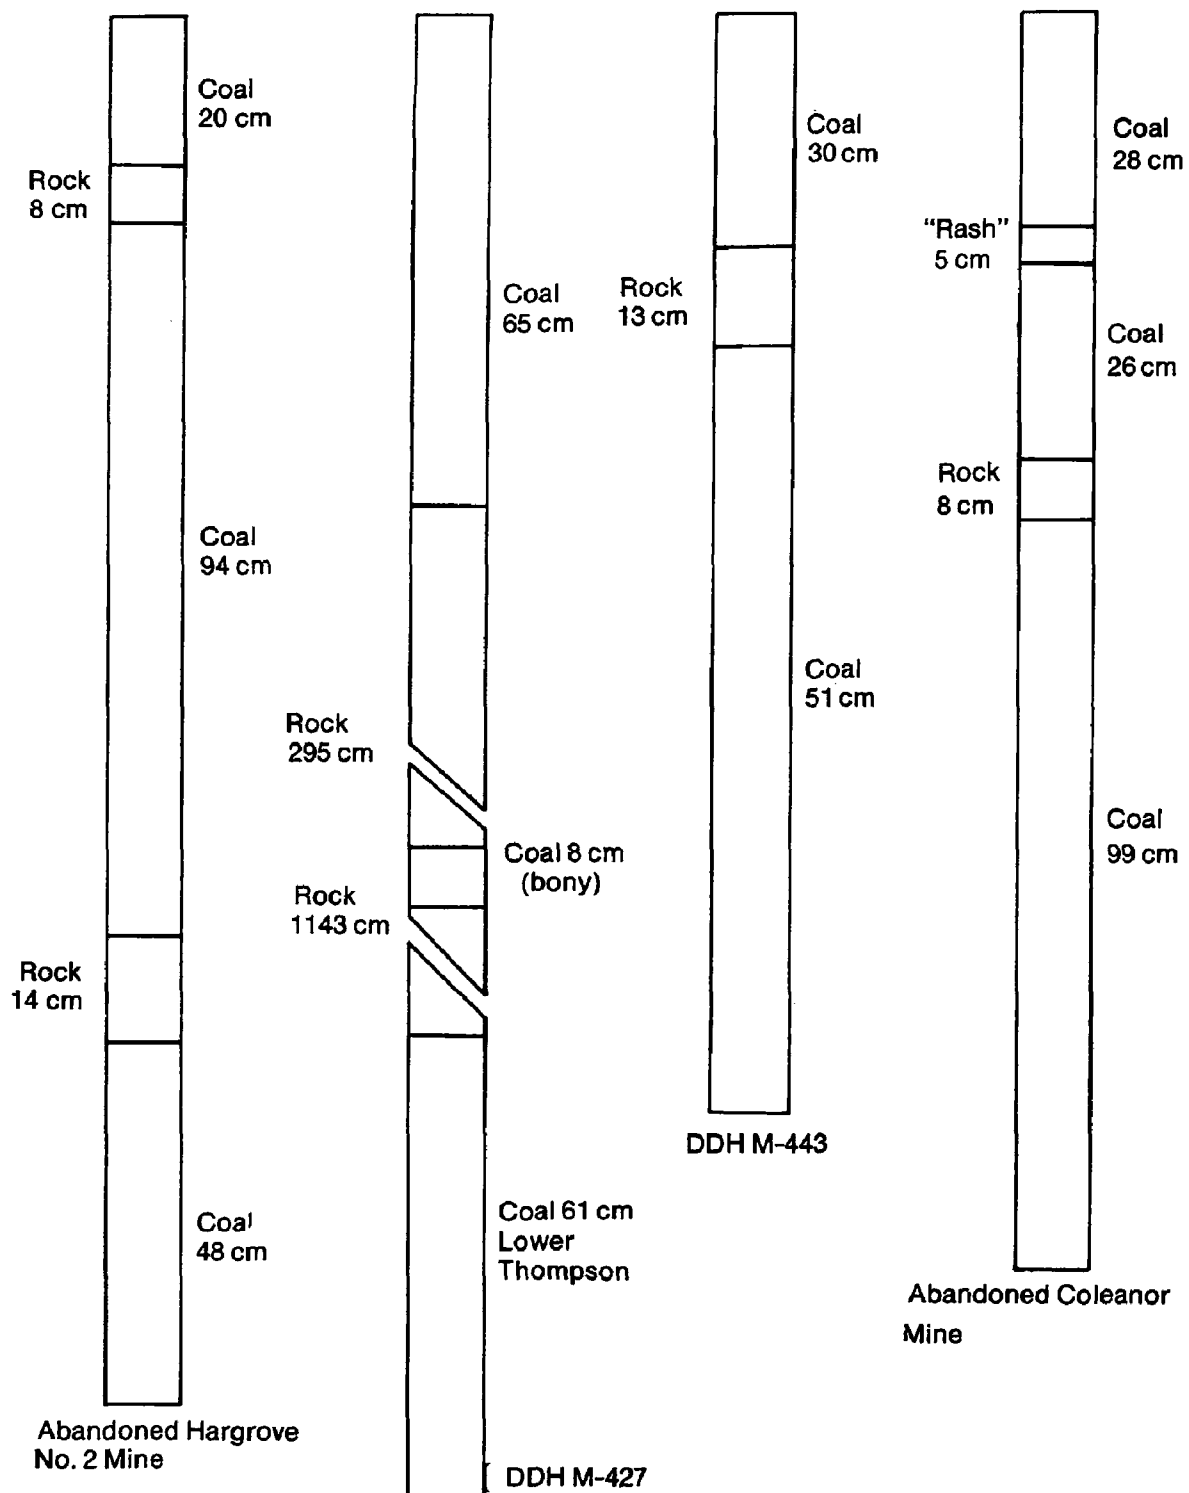 Coal
20 cm
Rock
8 cm
Coal
94 cm
Rock
14 cm
Coal
48 cm
Abandoned Hargrove
No. 2 Mine
Coal
65 cm
Rock
295 cm
Coal 8 cm
(bony)
Rock
1143 cm
Coal 61 cm
Lower
Thompson
DDH M-427
Coal
30 cm
Rock
13 cm
Coal
51 cm
DDH M-443
Coal
28 cm
“Rash”
5 cm
Coal
26 cm
Rock
8 cm
Coal
99 cm
Abandoned Coleanor
Mine